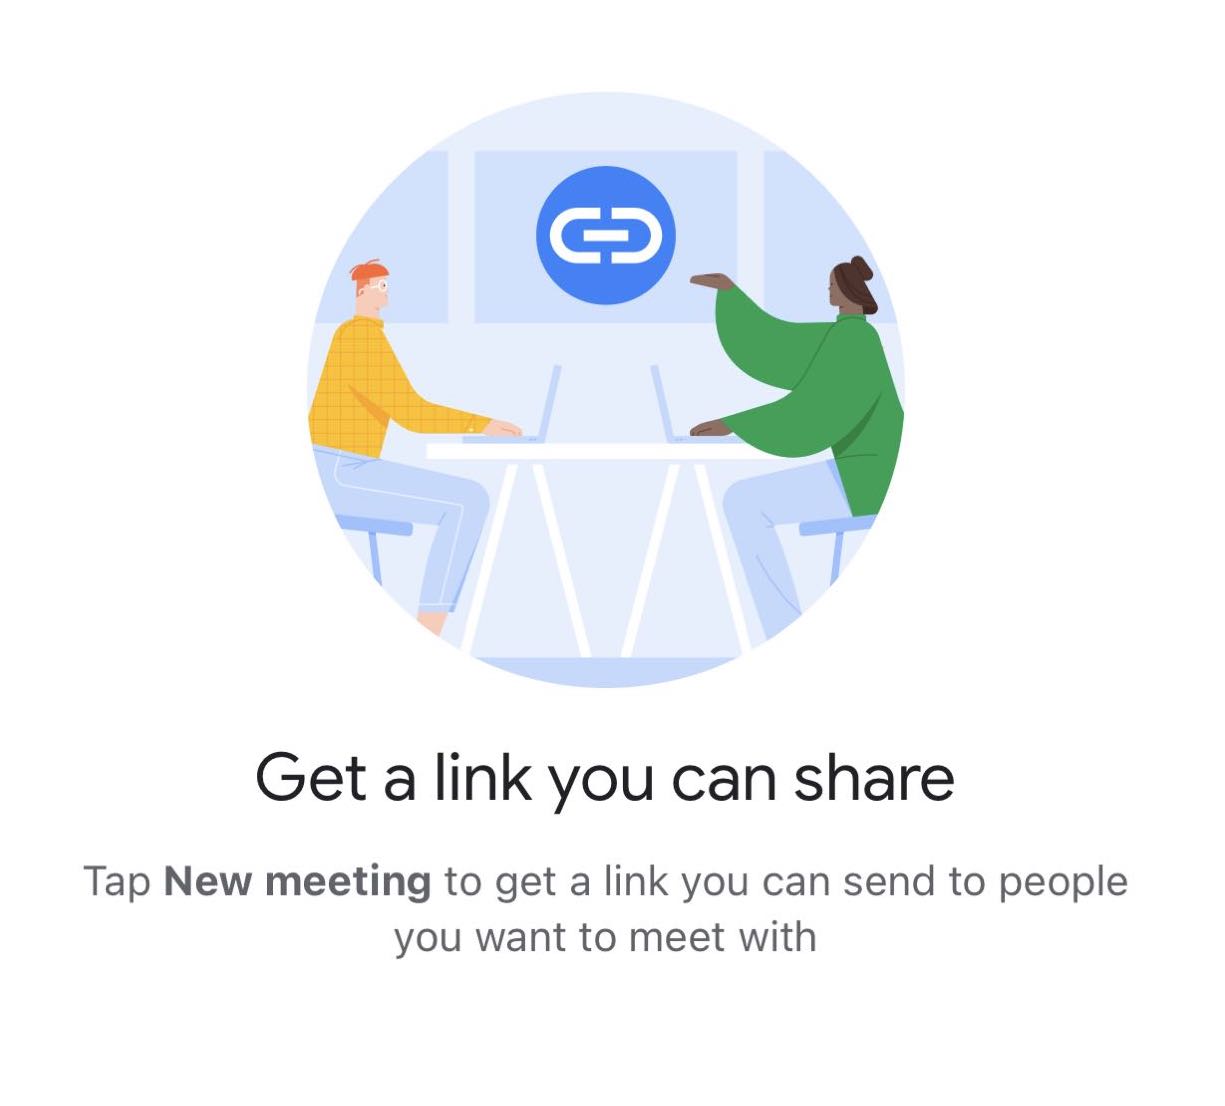 Get a link you can share
Tap New meeting to get a link you can send to people
you want to meet with